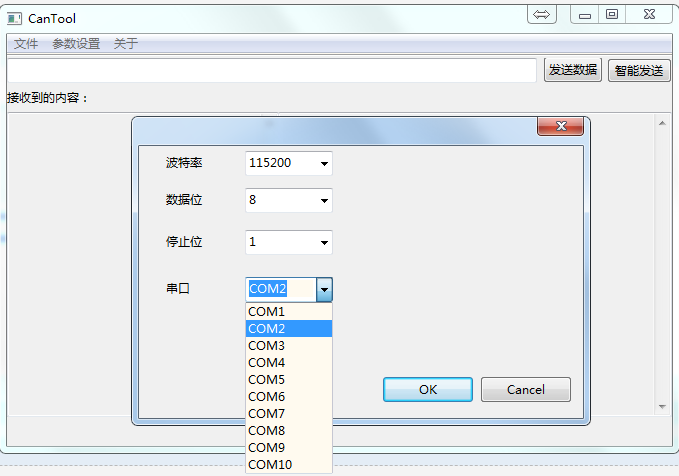 CanTool
文件 参数设置 关于
发送数据 智能发送
接收到的内容：
波特率 115200
数据位 8
停止位 1
串口 COM2
COM1
COM2
COM3
COM4
COM5
COM6
COM7
COM8
COM9
COM10
OK Cancel